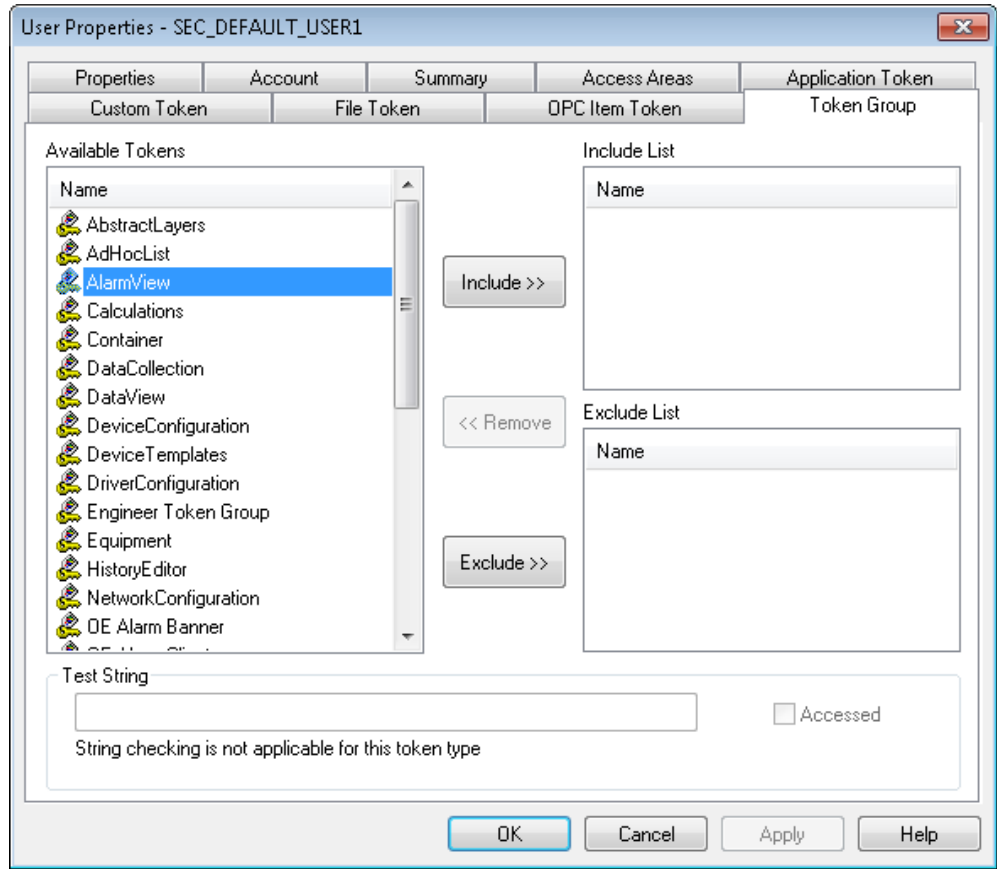 User Properties - SEC_DEFAULT_USER1
Properties
Account
Summary
Access Areas
Application Token
Custom Token
File Token
OPC Item Token
Token Group
Available Tokens
Include List
Name
Name
AbstractLayers
AdHocList
AlarmView
Calculations
Container
DataCollection
DataView
DeviceConfiguration
DeviceTemplates
DriverConfiguration
Engineer Token Group
Equipment
HistoryEditor
NetworkConfiguration
OE Alarm Banner
Include >>
<< Remove
Exclude >>
Exclude List
Name
Test String
Accessed
String checking is not applicable for this token type
OK
Cancel
Apply
Help